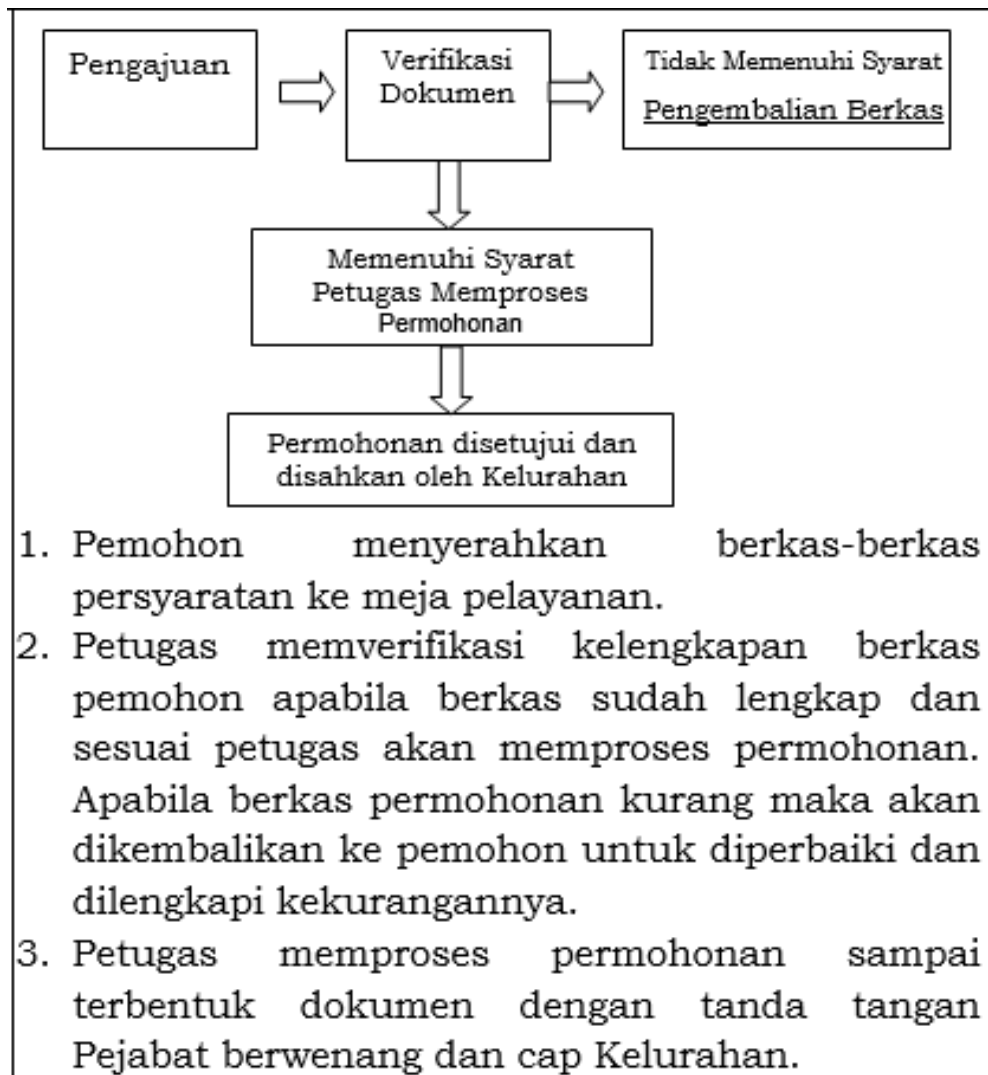 Pengajuan
Verifikasi
Dokumen
Tidak Memenuhi Syarat
Pengembalian Berkas
Memenuhi Syarat
Petugas Memproses
Permohonan
Permohonan disetujui dan
disahkan oleh Kelurahan
1. Pemohon menyerahkan berkas-berkas
persyaratan ke meja pelayanan.
2. Petugas memverifikasi kelengkapan berkas
pemohon apabila berkas sudah lengkap dan
sesuai petugas akan memproses permohonan.
Apabila berkas permohonan kurang maka akan
dikembalikan ke pemohon untuk diperbaiki dan
dilengkapi kekurangannya.
3. Petugas memproses permohonan sampai
terbentuk dokumen dengan tanda tangan
Pejabat berwenang dan cap Kelurahan.